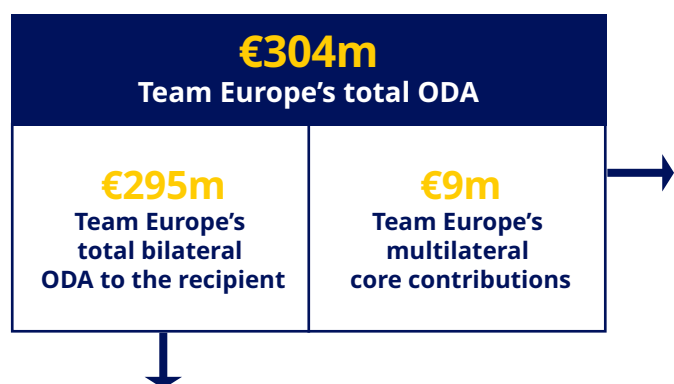 €304m
Team Europe's total ODA
€295m
Team Europe's
total bilateral
ODA to the recipient
€9m
Team Europe's
multilateral
core contributions